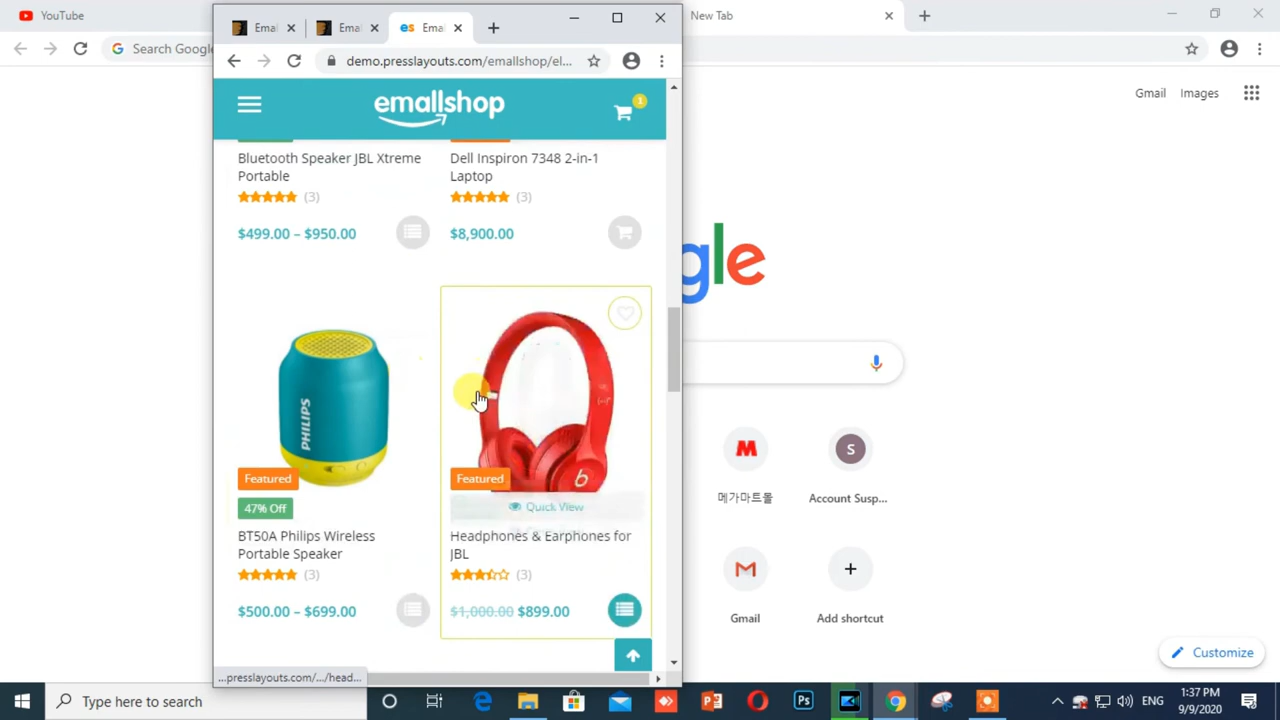 YouTube
Emai
Emai
Emai
New Tab
Search Google
demo.presslayouts.com/emallshop/el...
Gmail
Images
emallshop
1
Bluetooth Speaker JBL Xtreme
Portable
(3)
$499.00 – $950.00
Dell Inspiron 7348 2-in-1
Laptop
(3)
$8,900.00
gle
PHILIPS
Featured
47% Off
BT50A Philips Wireless
Portable Speaker
(3)
$500.00 – $699.00
Featured
Quick View
Headphones & Earphones for
JBL
(3)
$1,000.00 $899.00
S
메가마트몰
Account Susp...
Gmail
Add shortcut
Customize
...presslayouts.com/.../head...
Type here to search
ENG
1:37 PM
9/9/2020